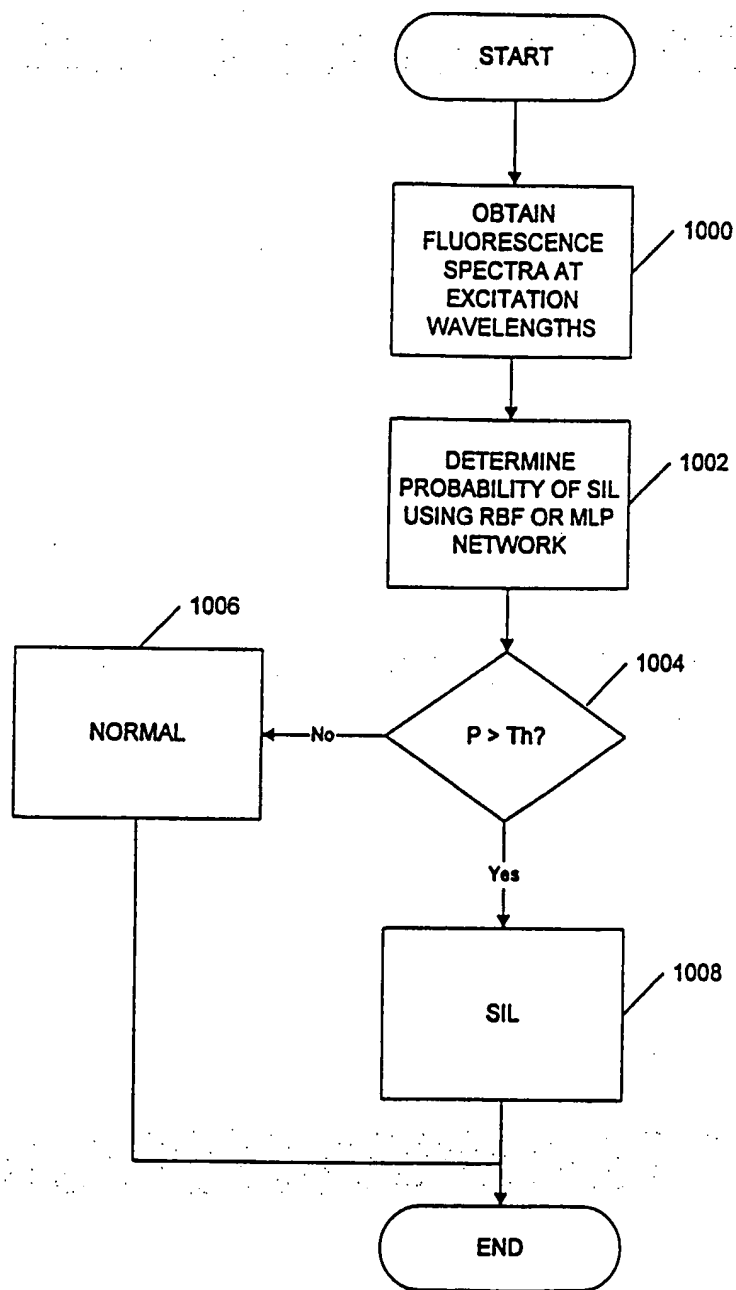 START
OBTAIN
FLUORESCENCE
SPECTRA AT
EXCITATION
WAVELENGTHS
1000
DETERMINE
PROBABILITY OF SIL
USING RBF OR MLP
NETWORK
1002
1006
NORMAL
1004
P > Th?
No
Yes
SIL
1008
END